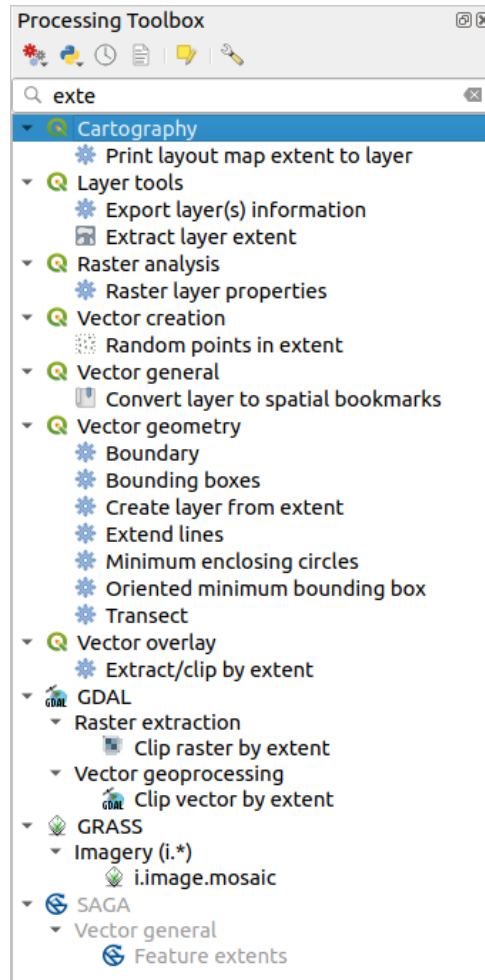 Processing Toolbox
exte
Cartography
Print layout map extent to layer
Layer tools
Export layer(s) information
Extract layer extent
Raster analysis
Raster layer properties
Vector creation
Random points in extent
Vector general
Convert layer to spatial bookmarks
Vector geometry
Boundary
Bounding boxes
Create layer from extent
Extend lines
Minimum enclosing circles
Oriented minimum bounding box
Transect
Vector overlay
Extract/clip by extent
GDAL GDAL
Raster extraction
Clip raster by extent
Vector geoprocessing
GDAL Clip vector by extent
GRASS
Imagery (i.*)
i.image.mosaic
SAGA
Vector general
Feature extents